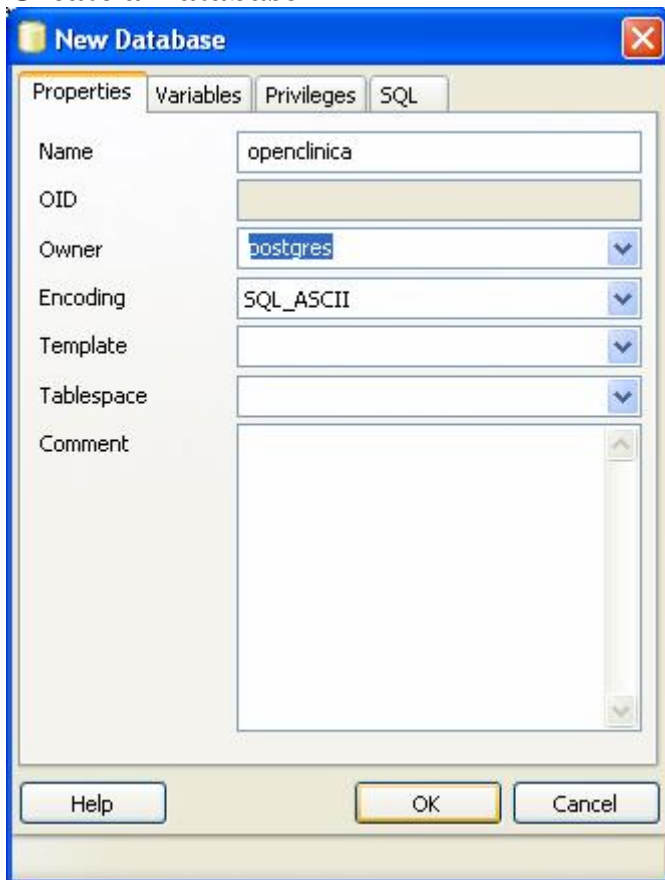 New Database
Properties Variables Privileges SQL
Name openclinica
OID
Owner postgres
Encoding SQL_ASCII
Template
Tablespace
Comment
Help OK Cancel